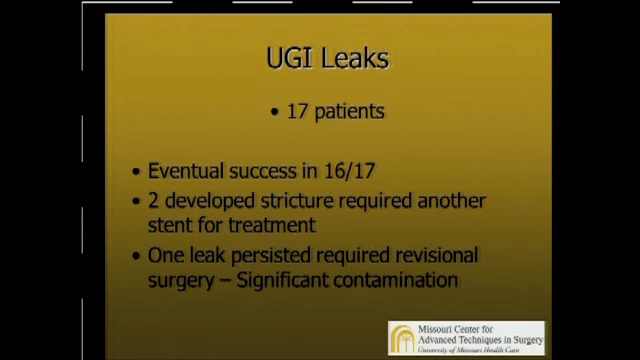 UGI Leaks
• 17 patients
• Eventual success in 16/17
• 2 developed stricture required another
stent for treatment
• One leak persisted required revisional
surgery – Significant contamination
Missouri Center for
Advanced Techniques in Surgery
University of Missouri Health Care